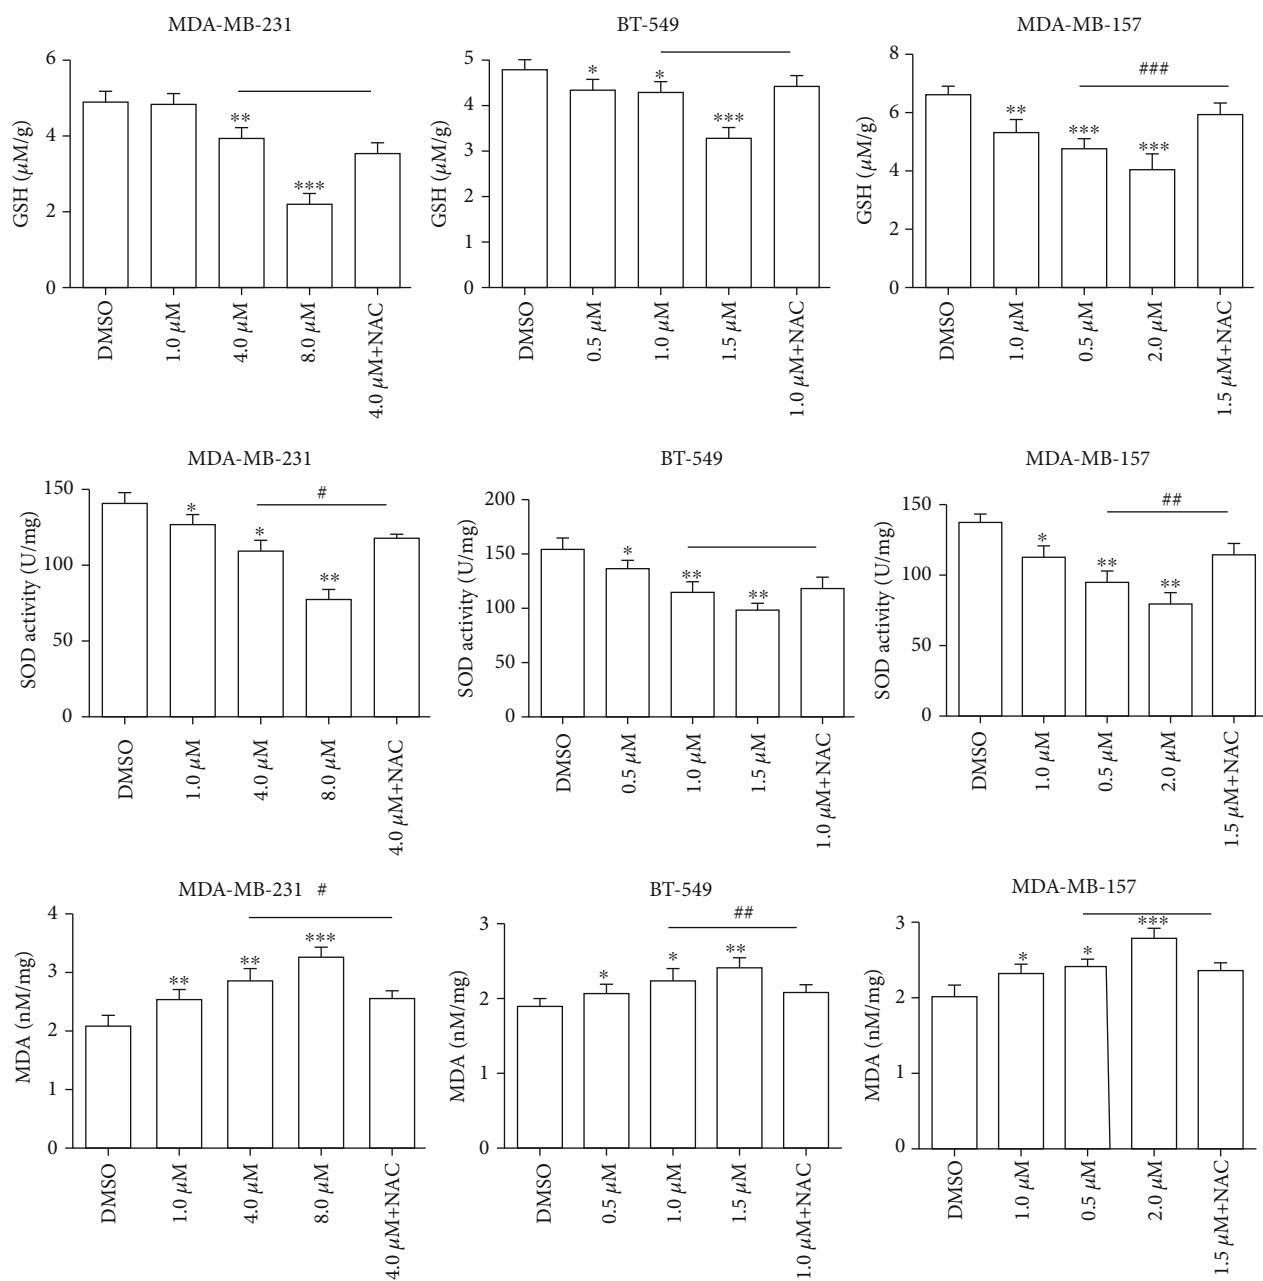 MDA-MB-231
GSH (µM/g)
6
4
2
0
**
***
DMSO
1.0 µM
4.0 µM
8.0 µM
4.0 µM+NAC
BT-549
GSH (µM/g)
5
4
3
2
1
0
*
*
***
DMSO
0.5 µM
1.0 µM
1.5 µM
1.0 µM+NAC
MDA-MB-157
GSH (µM/g)
8
6
4
2
0
**
***
***
###
DMSO
1.0 µM
0.5 µM
2.0 µM
1.5 µM+NAC
MDA-MB-231
SOD activity (U/mg)
150
100
50
0
*
*
**
#
DMSO
1.0 µM
4.0 µM
8.0 µM
4.0 µM+NAC
BT-549
SOD activity (U/mg)
200
150
100
50
0
*
**
**
DMSO
0.5 µM
1.0 µM
1.5 µM
1.0 µM+NAC
MDA-MB-157
SOD activity (U/mg)
150
100
50
0
*
**
**
##
DMSO
1.0 µM
0.5 µM
2.0 µM
1.5 µM+NAC
MDA-MB-231 #
MDA (nM/mg)
4
3
2
1
0
**
**
***
DMSO
1.0 µM
4.0 µM
8.0 µM
4.0 µM+NAC
BT-549
MDA (nM/mg)
3
2
1
0
*
*
**
##
DMSO
0.5 µM
1.0 µM
1.5 µM
1.0 µM+NAC
MDA-MB-157
MDA (nM/mg)
3
2
1
0
*
*
***
DMSO
1.0 µM
0.5 µM
2.0 µM
1.5 µM+NAC